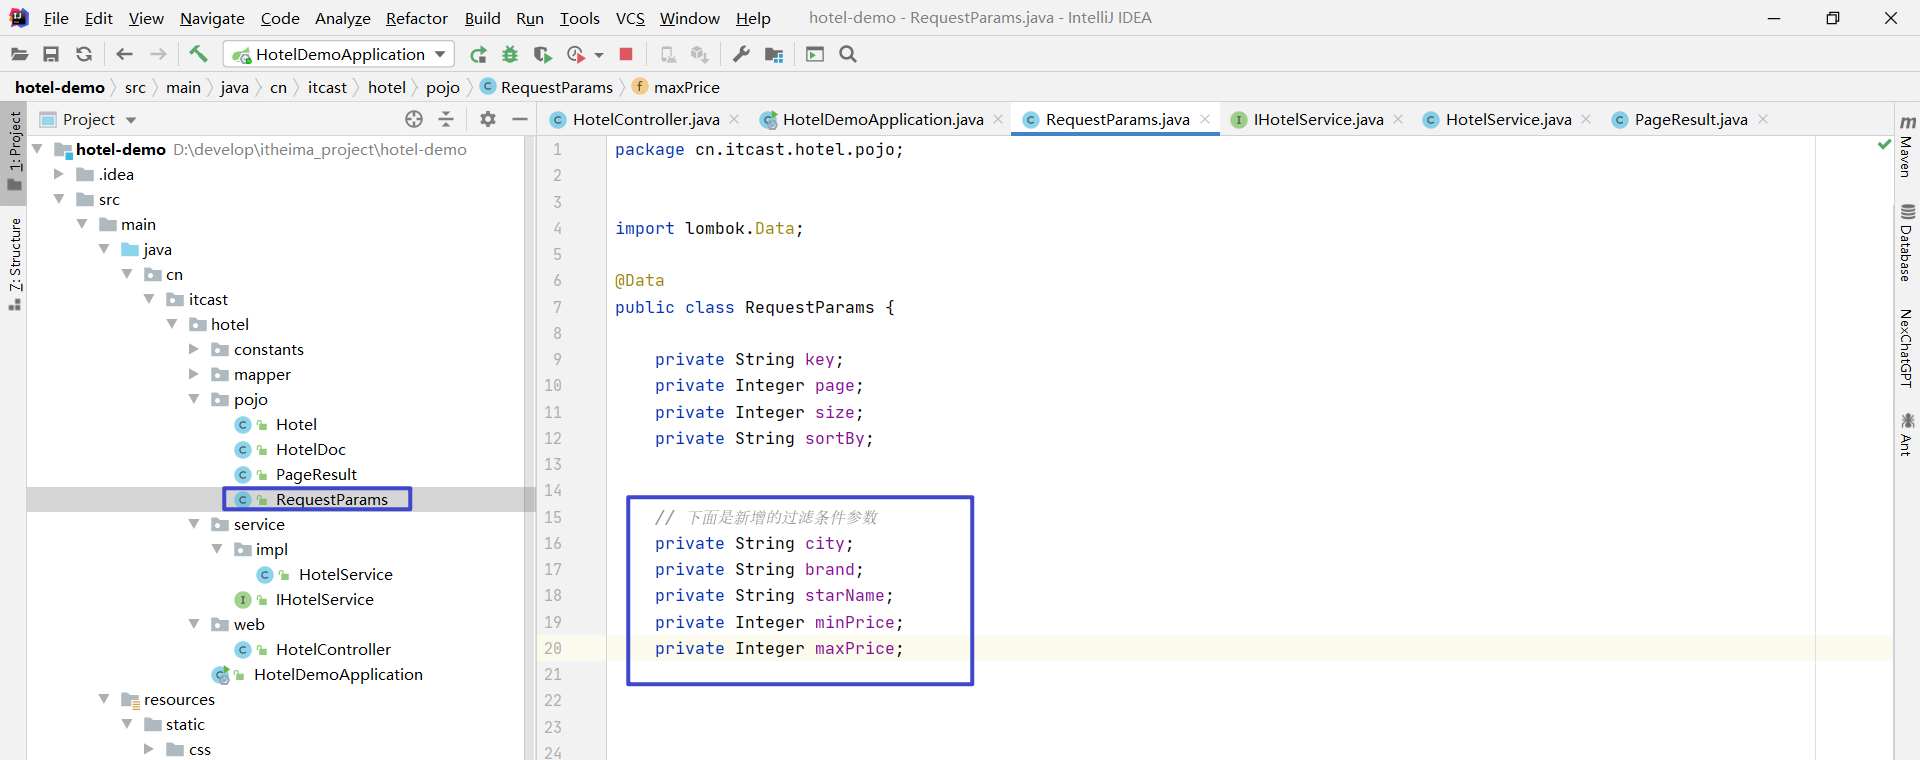 File Edit View Navigate Code Analyze Refactor Build Run Tools VCS Window Help hotel-demo - RequestParams.java - IntelliJ IDEA
HotelDemoApplication
hotel-demo src main java cn itcast hotel pojo C RequestParams f maxPrice
Project
HotelController.java HotelDemoApplication.java RequestParams.java IHotelService.java HotelService.java PageResult.java
1: Project
7: Structure
hotel-demo D:\develop\itheima_project\hotel-demo
.idea
src
main
java
cn
itcast
hotel
constants
mapper
pojo
Hotel
HotelDoc
PageResult
RequestParams
service
impl
HotelService
IHotelService
web
HotelController
HotelDemoApplication
resources
static
css
1 package cn.itcast.hotel.pojo;
2
3
4 import lombok.Data;
5
6 @Data
7 public class RequestParams {
8
9 private String key;
10 private Integer page;
11 private Integer size;
12 private String sortBy;
13
14
15 // 下面是新增的过滤条件参数
16 private String city;
17 private String brand;
18 private String starName;
19 private Integer minPrice;
20 private Integer maxPrice;
21
22
23
24
m Maven
Database
NexChatGPT
Ant